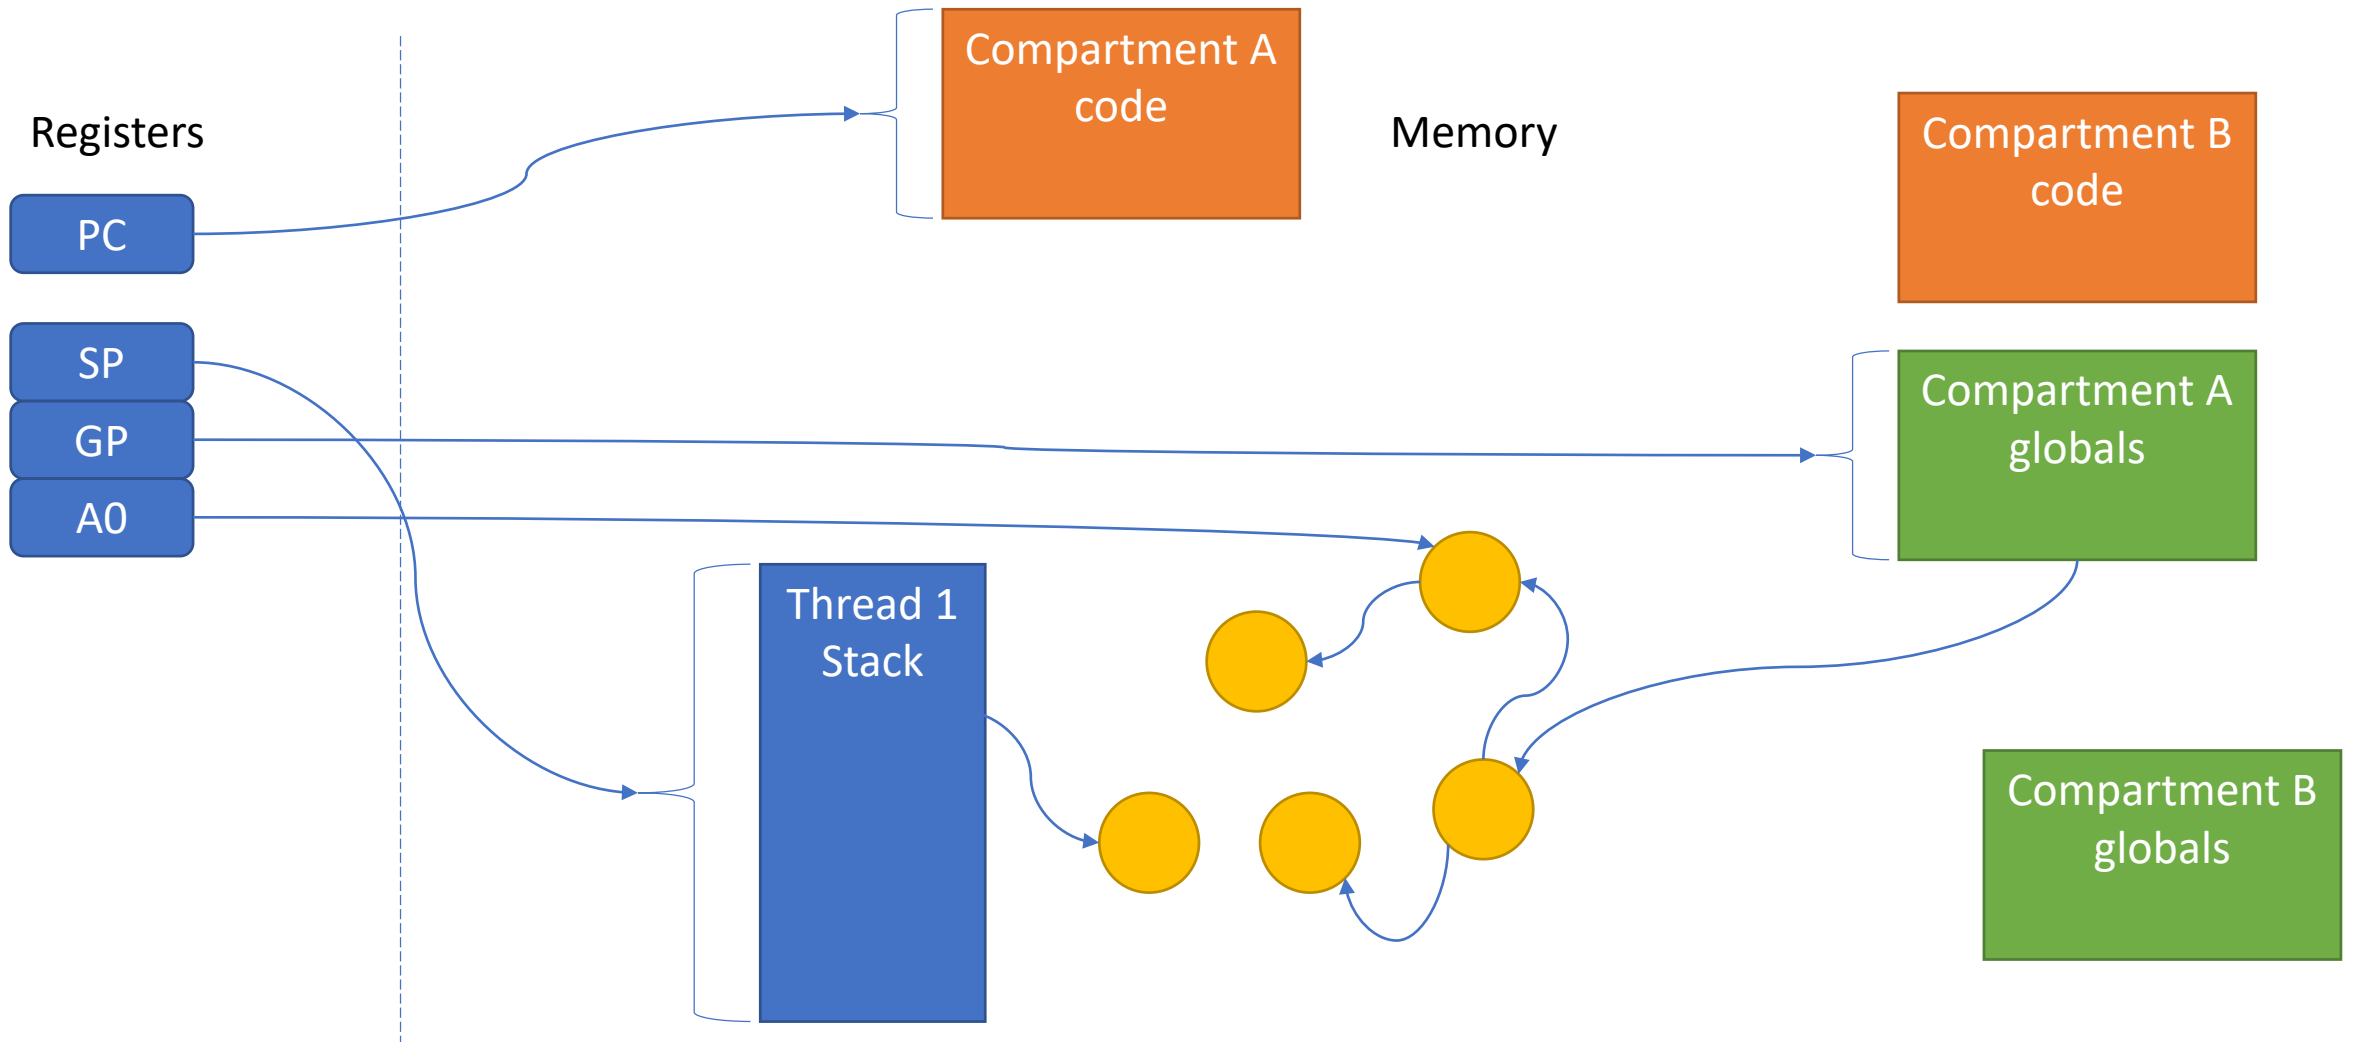 Registers
PC
SP
GP
A0
Compartment A
code
Memory
Compartment B
code
Compartment A
globals
Thread 1
Stack
Compartment B
globals